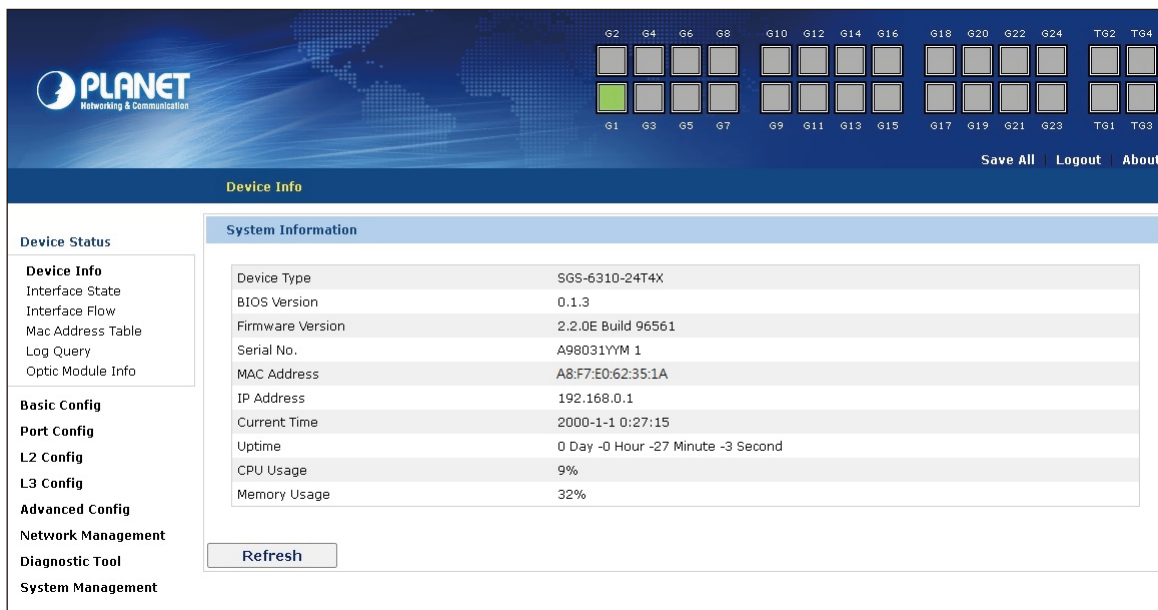 G2 G4 G6 G8 G10 G12 G14 G16 G18 G20 G22 G24 TG2 TG4
PLANET
Networking & Communication
G1 G3 G5 G7 G9 G11 G13 G15 G17 G19 G21 G23 TG1 TG3
Save All | Logout | About
Device Info
Device Status
Device Info
Interface State
Interface Flow
Mac Address Table
Log Query
Optic Module Info
Basic Config
Port Config
L2 Config
L3 Config
Advanced Config
Network Management
Diagnostic Tool
System Management
System Information
Device Type SGS-6310-24T4X
BIOS Version 0.1.3
Firmware Version 2.2.0E Build 96561
Serial No. A98031YYM 1
MAC Address A8:F7:E0:62:35:1A
IP Address 192.168.0.1
Current Time 2000-1-1 0:27:15
Uptime 0 Day -0 Hour -27 Minute -3 Second
CPU Usage 9%
Memory Usage 32%
Refresh